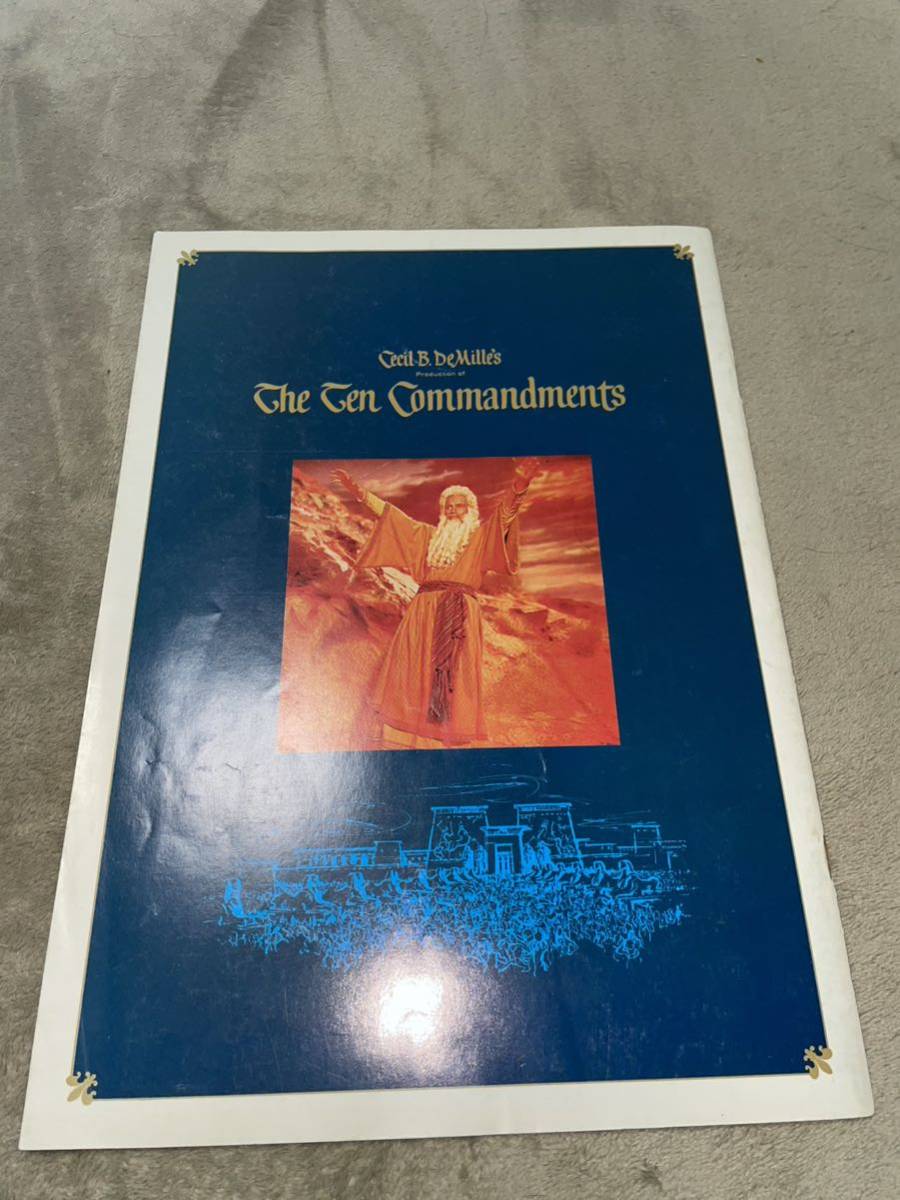 Cecil B. DeMille's
Production of
The Ten Commandments